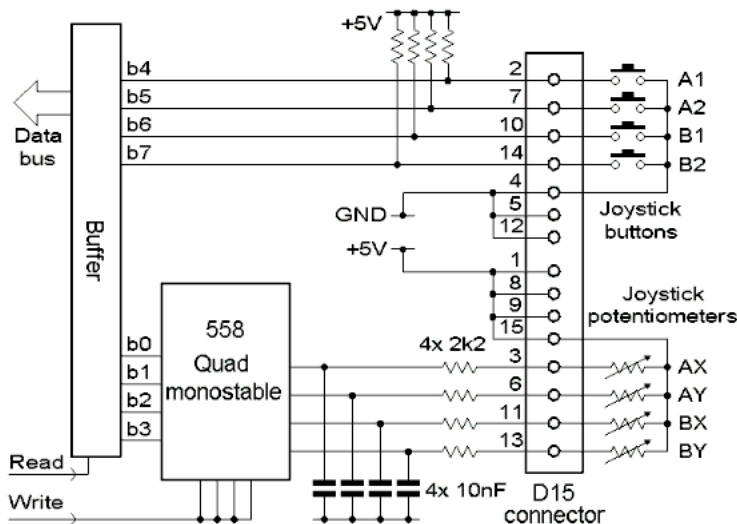 +5V
b4
2
A1
b5
7
A2
Data
bus
b6
10
B1
b7
14
B2
4
GND
5
12
Joystick
buttons
Buffer
+5V
1
8
9
15
Joystick
potentiometers
558
Quad
monostable
4x 2k2
b0
3
AX
b1
6
AY
b2
11
BX
b3
13
BY
Read
Write
4x 10nF
D15
connector